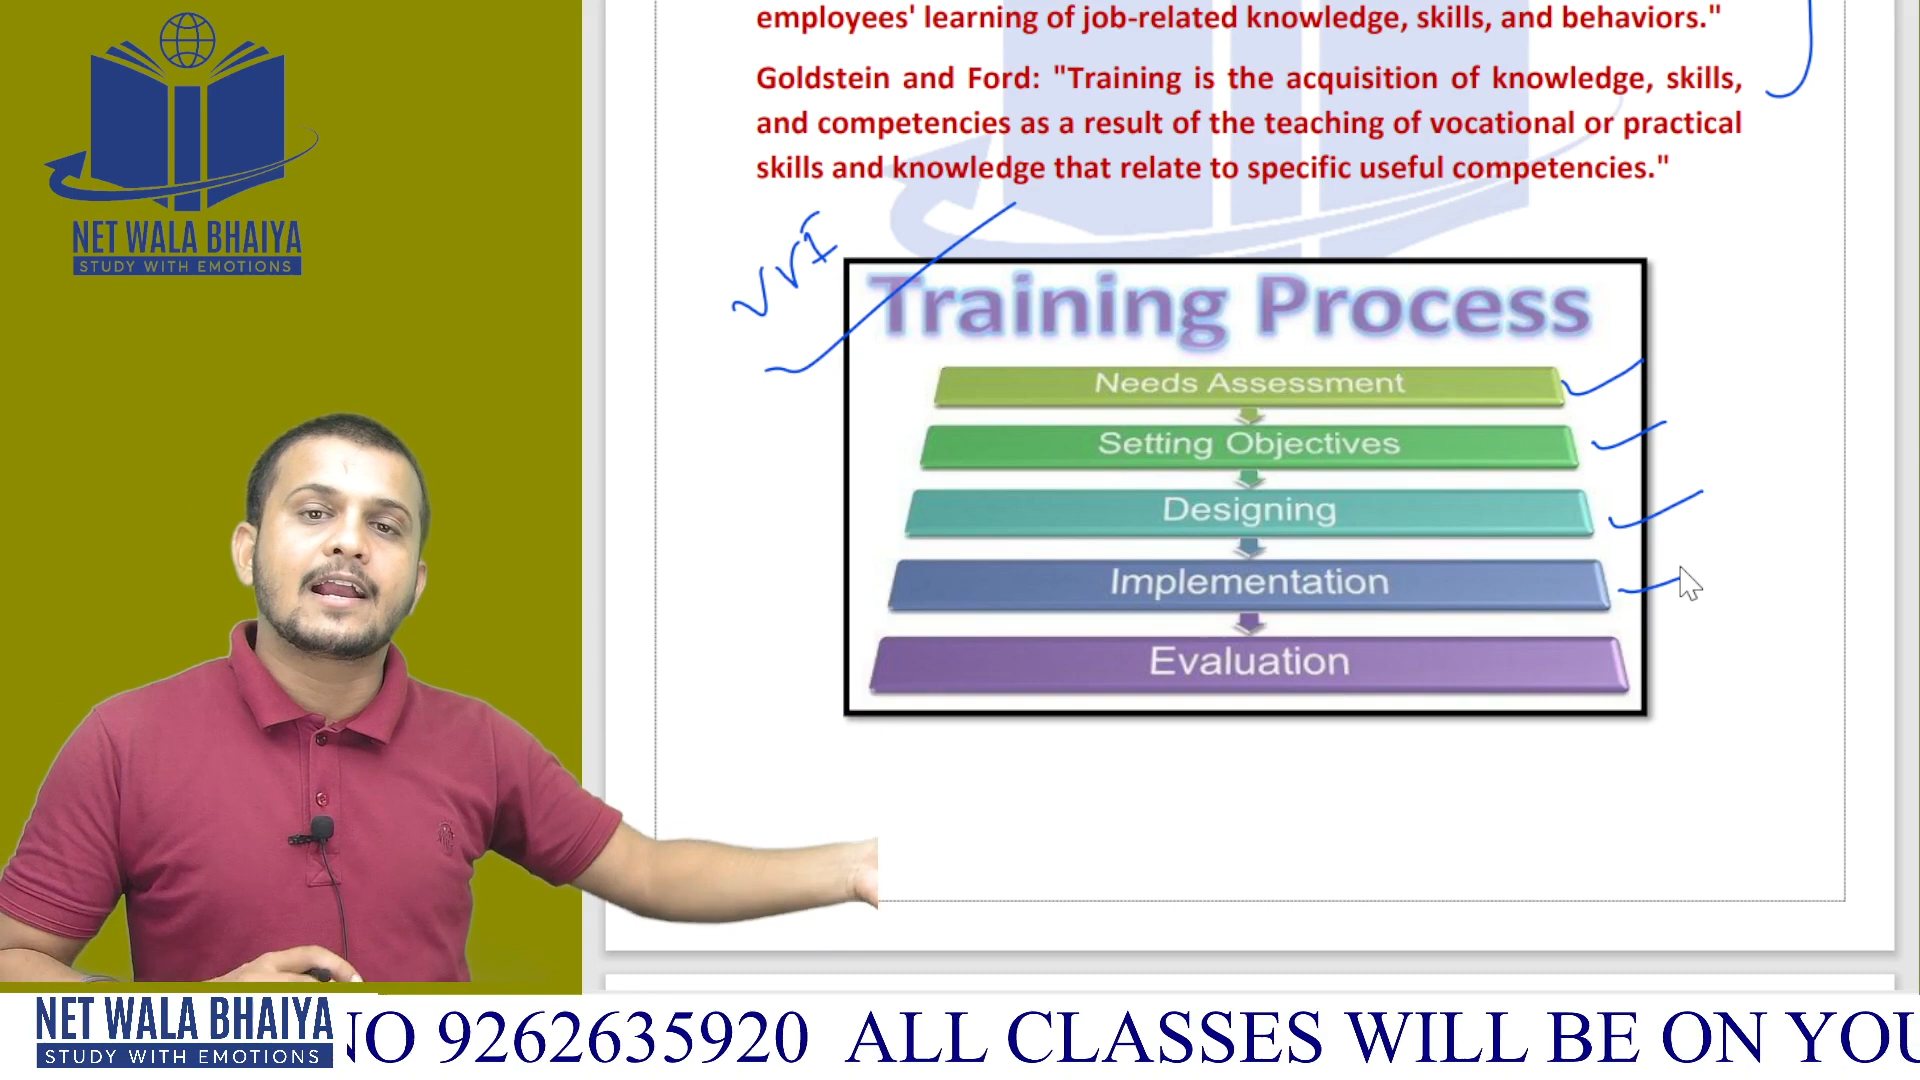 employees' learning of job-related knowledge, skills, and behaviors."
Goldstein and Ford: "Training is the acquisition of knowledge, skills,
and competencies as a result of the teaching of vocational or practical
skills and knowledge that relate to specific useful competencies."
NET WALA BHAIYA
STUDY WITH EMOTIONS
Training Process
Needs Assessment
Setting Objectives
Designing
Implementation
Evaluation
NET WALA BHAIYA
STUDY WITH EMOTIONS
NO 9262635920 ALL CLASSES WILL BE ON YOU